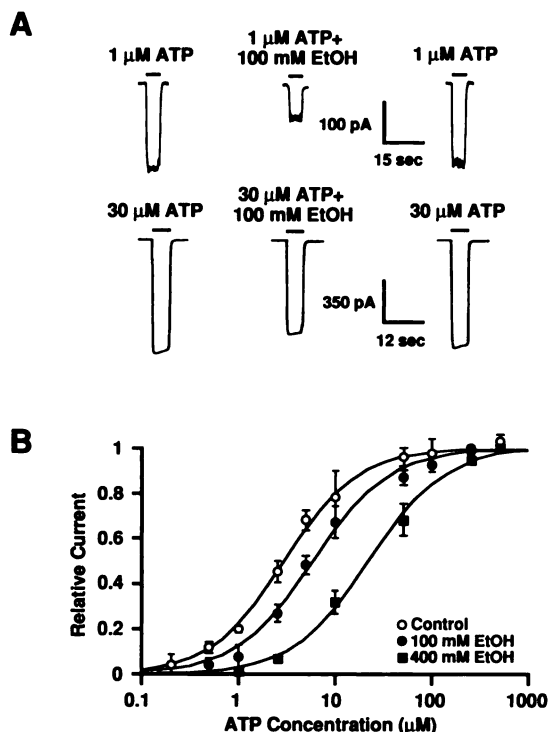 A
1 μM ATP
1 μM ATP+
100 mM EtOH
1 μM ATP
100 pA
15 sec
30 μM ATP
30 μM ATP+
100 mM EtOH
30 μM ATP
350 pA
12 sec
B
Relative Current
1
0.8
0.6
0.4
0.2
0
Control
100 mM EtOH
400 mM EtOH
0.1
1
10
100
1000
ATP Concentration (μM)